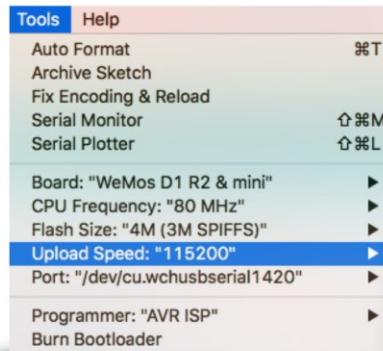 Tools Help
Auto Format ⌘T
Archive Sketch
Fix Encoding & Reload
Serial Monitor ⇧⌘M
Serial Plotter ⇧⌘L
Board: "WeMos D1 R2 & mini"
CPU Frequency: "80 MHz"
Flash Size: "4M (3M SPIFFS)"
Upload Speed: "115200"
Port: "/dev/cu.wchusbserial1420"
Programmer: "AVR ISP"
Burn Bootloader